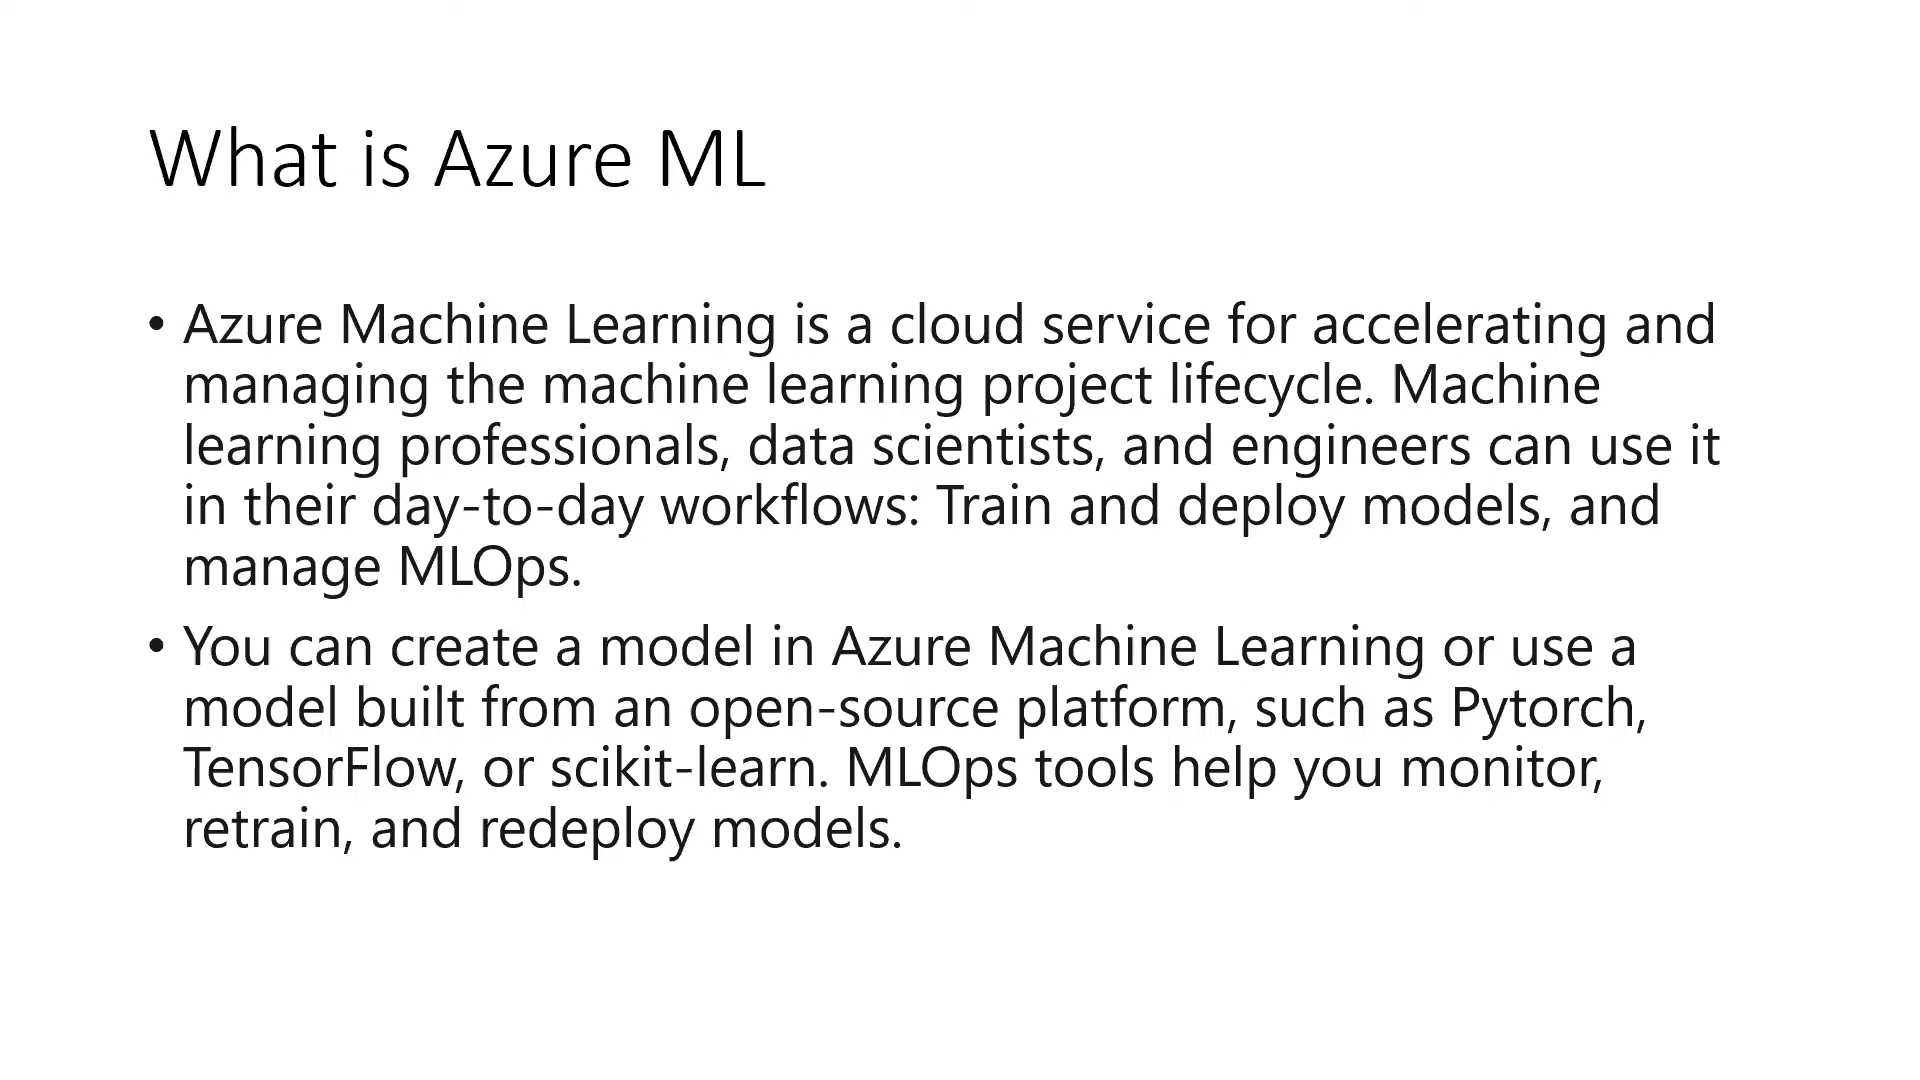 What is Azure ML
• Azure Machine Learning is a cloud service for accelerating and
managing the machine learning project lifecycle. Machine
learning professionals, data scientists, and engineers can use it
in their day-to-day workflows: Train and deploy models, and
manage MLOps.
• You can create a model in Azure Machine Learning or use a
model built from an open-source platform, such as Pytorch,
TensorFlow, or scikit-learn. MLOps tools help you monitor,
retrain, and redeploy models.